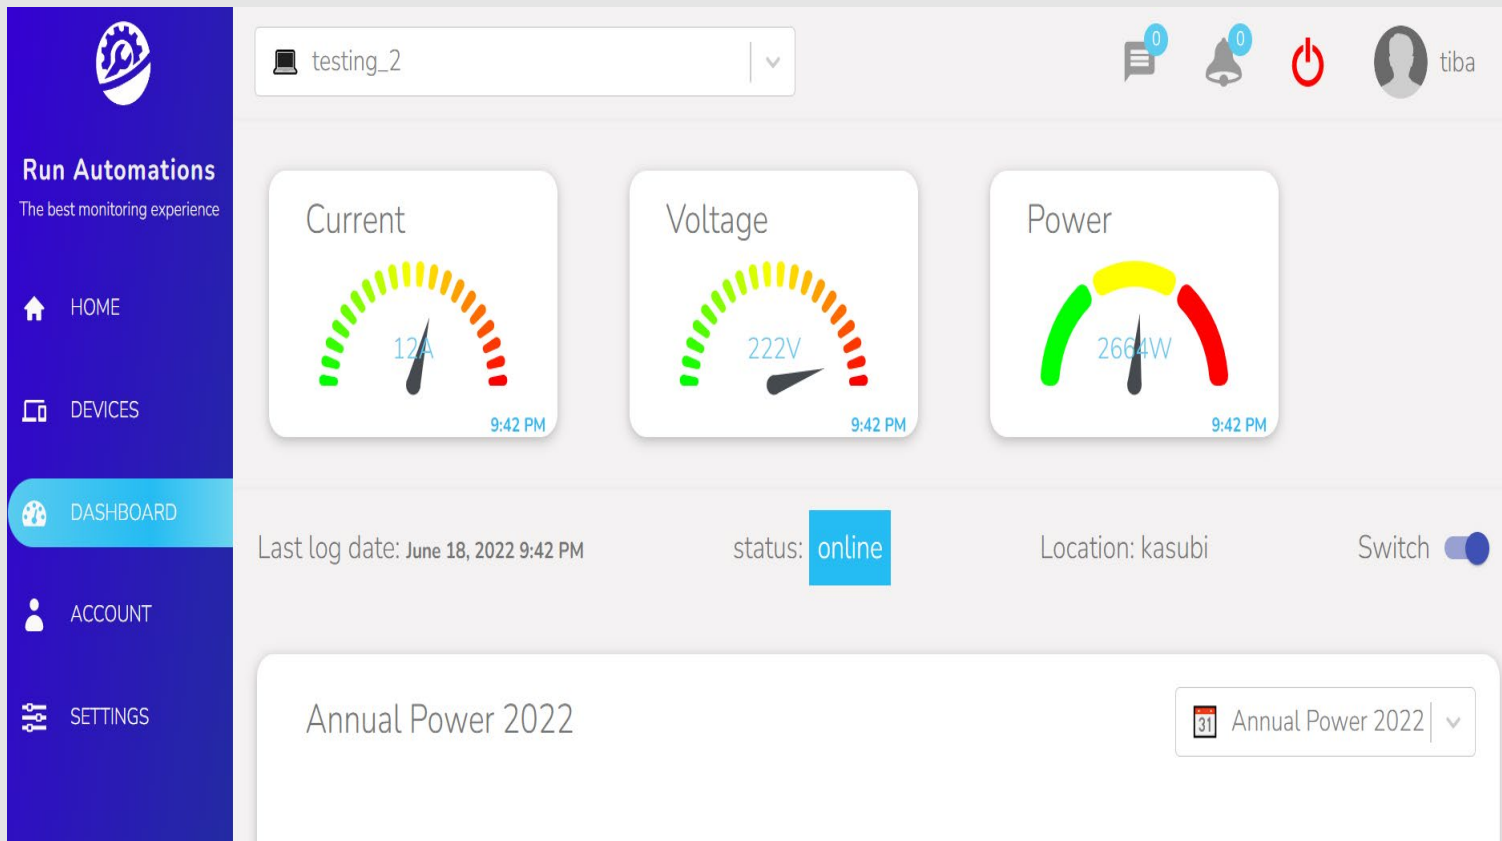 Run Automations
The best monitoring experience
HOME
DEVICES
DASHBOARD
ACCOUNT
SETTINGS
testing_2
0
0
tiba
Current
12A
9:42 PM
Voltage
222V
9:42 PM
Power
2664W
9:42 PM
Last log date: June 18, 2022 9:42 PM
status: online
Location: kasubi
Switch
Annual Power 2022
31
Annual Power 2022